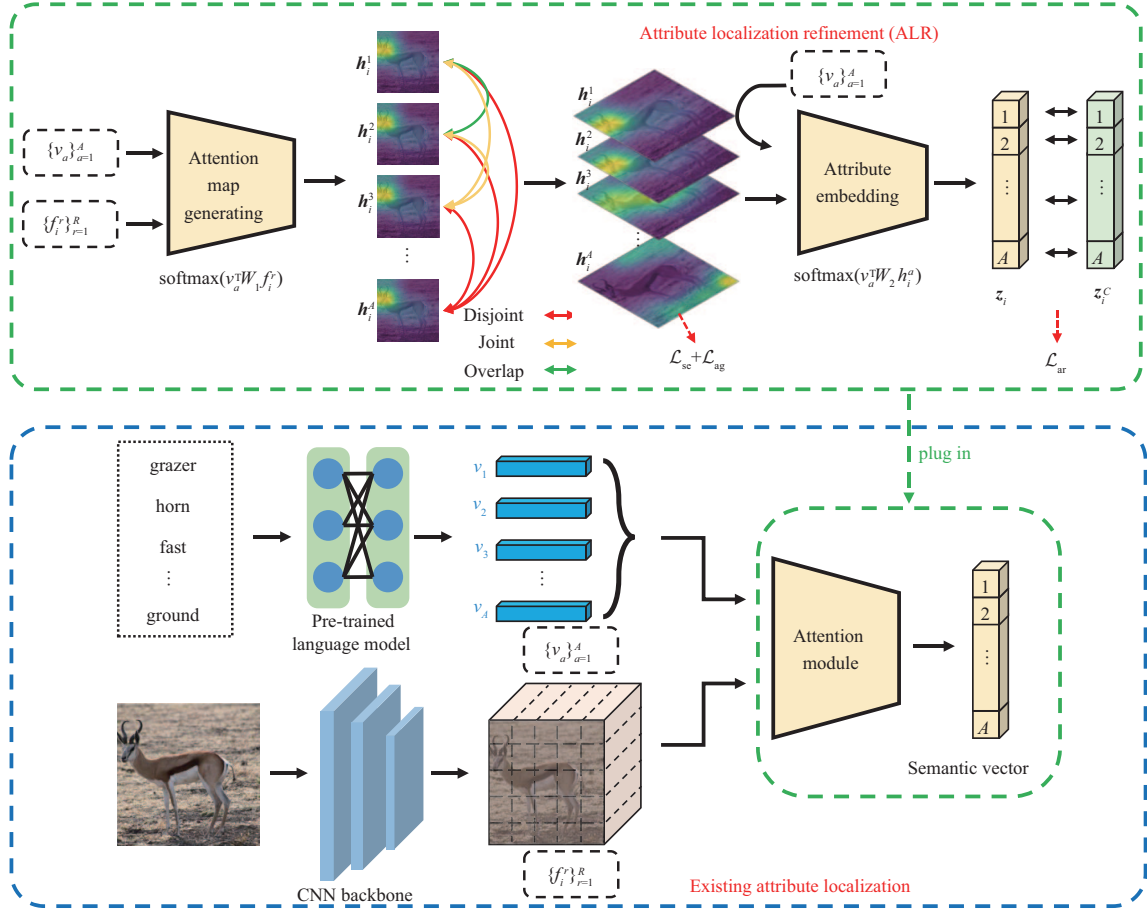 Attribute localization refinement (ALR)
{v_a}_{a=1}^A
{f_i^r}_{r=1}^R
Attention
map
generating
softmax(v_a^T W_1 f_i^r)
h_i^1
h_i^2
h_i^3
⋮
h_i^A
Disjoint
Joint
Overlap
h_i^1
h_i^2
h_i^3
⋮
h_i^A
ℒ_se+ℒ_ag
{v_a}_{a=1}^A
Attribute
embedding
softmax(v_a^T W_2 h_i^a)
1
2
⋮
A
z_i
1
2
⋮
A
z_i^C
ℒ_ar
plug in
grazer
horn
fast
⋮
ground
Pre-trained
language model
v_1
v_2
v_3
⋮
v_A
{v_a}_{a=1}^A
CNN backbone
{f_i^r}_{r=1}^R
Attention
module
1
2
⋮
A
Semantic vector
Existing attribute localization